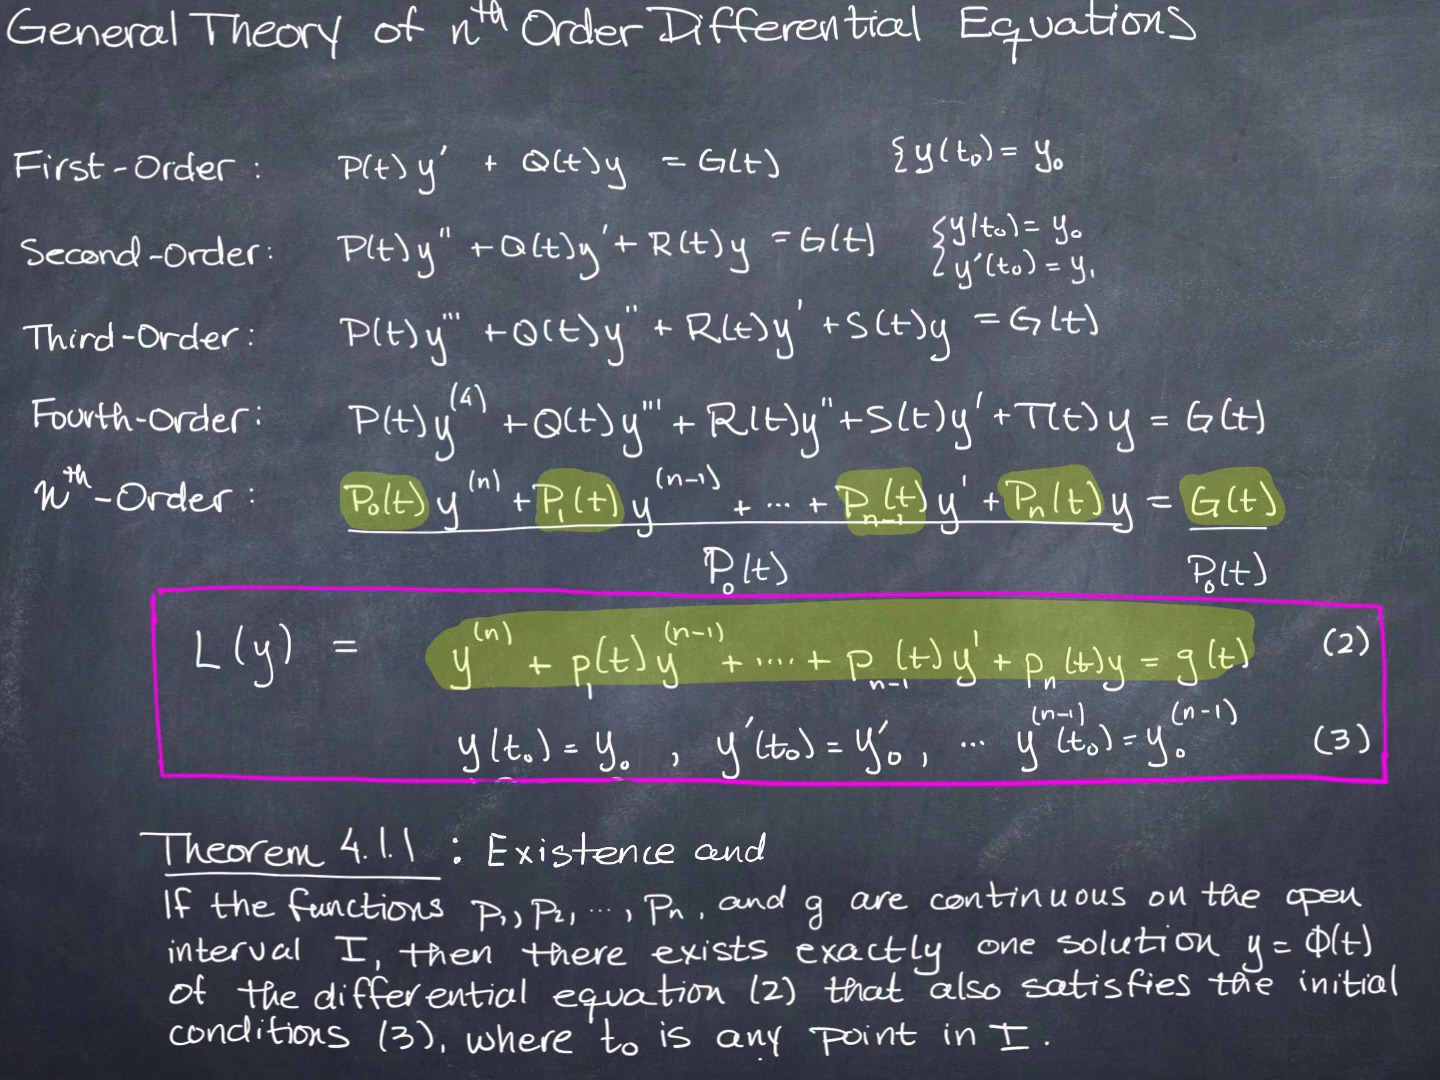 General Theory of nᵗʰ Order Differential Equations
First-Order: P(t)y' + Q(t)y = G(t) {y(t₀) = y₀
Second-Order: P(t)y'' + Q(t)y' + R(t)y = G(t) {y(t₀) = y₀
y'(t₀) = y₁
Third-Order: P(t)y''' + Q(t)y'' + R(t)y' + S(t)y = G(t)
Fourth-Order: P(t)y⁽⁴⁾ + Q(t)y''' + R(t)y'' + S(t)y' + T(t)y = G(t)
nᵗʰ-Order: P₀(t)y⁽ⁿ⁾ + P₁(t)y⁽ⁿ⁻¹⁾ + ... + Pₙ₋₁(t)y' + Pₙ(t)y = G(t)
P₀(t) P₀(t)
L(y) = y⁽ⁿ⁾ + p₁(t)y⁽ⁿ⁻¹⁾ + .... + pₙ₋₁(t)y' + pₙ(t)y = g(t) (2)
y(t₀) = y₀, y'(t₀) = y'₀, ... y⁽ⁿ⁻¹⁾(t₀) = y₀⁽ⁿ⁻¹⁾ (3)
Theorem 4.1.1: Existence and
If the functions p₁, p₂, ..., pₙ, and g are continuous on the open
interval I, then there exists exactly one solution y = Φ(t)
of the differential equation (2) that also satisfies the initial
conditions (3), where t₀ is any point in I.